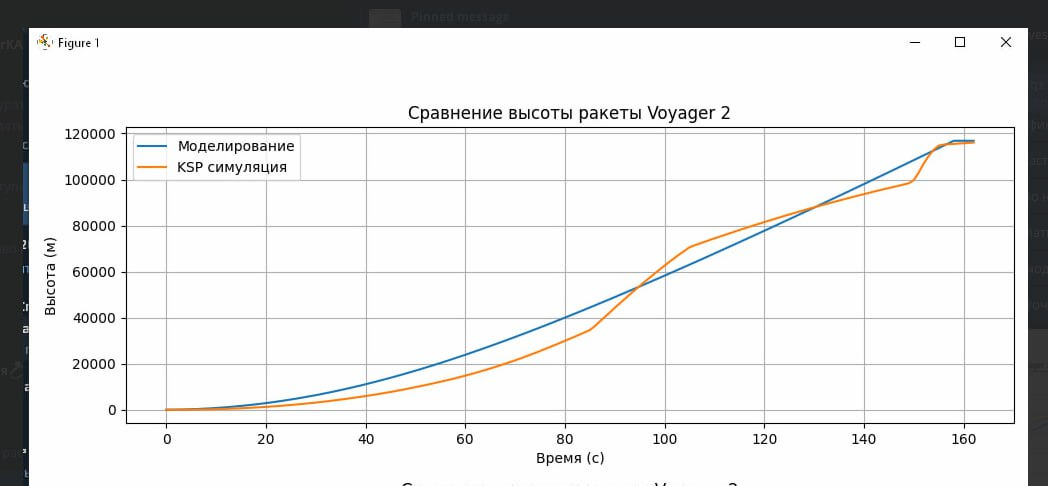 Pinned message
Figure 1
Сравнение высоты ракеты Voyager 2
120000
100000
80000
60000
40000
20000
0
Высота (м)
Моделирование
KSP симуляция
0 20 40 60 80 100 120 140 160
Время (с)